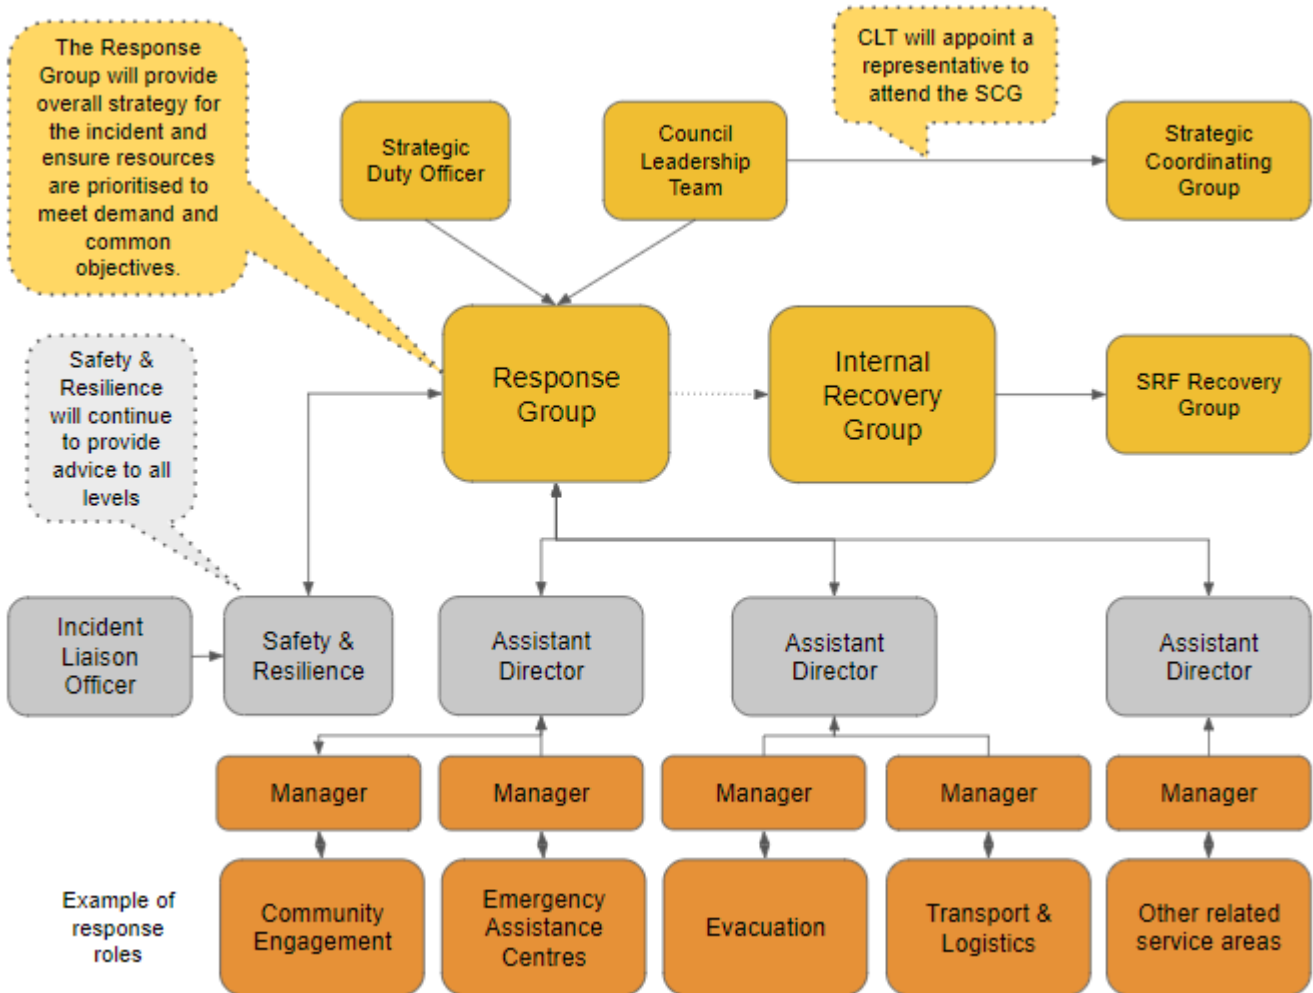 The Response
Group will provide
overall strategy for
the incident and
ensure resources
are prioritised to
meet demand and
common
objectives.
CLT will appoint a
representative to
attend the SCG
Strategic
Duty Officer
Council
Leadership
Team
Strategic
Coordinating
Group
Safety &
Resilience
will continue
to provide
advice to all
levels
Response
Group
Internal
Recovery
Group
SRF Recovery
Group
Incident
Liaison
Officer
Safety &
Resilience
Assistant
Director
Assistant
Director
Assistant
Director
Manager
Manager
Manager
Manager
Manager
Example of
response
roles
Community
Engagement
Emergency
Assistance
Centres
Evacuation
Transport &
Logistics
Other related
service areas